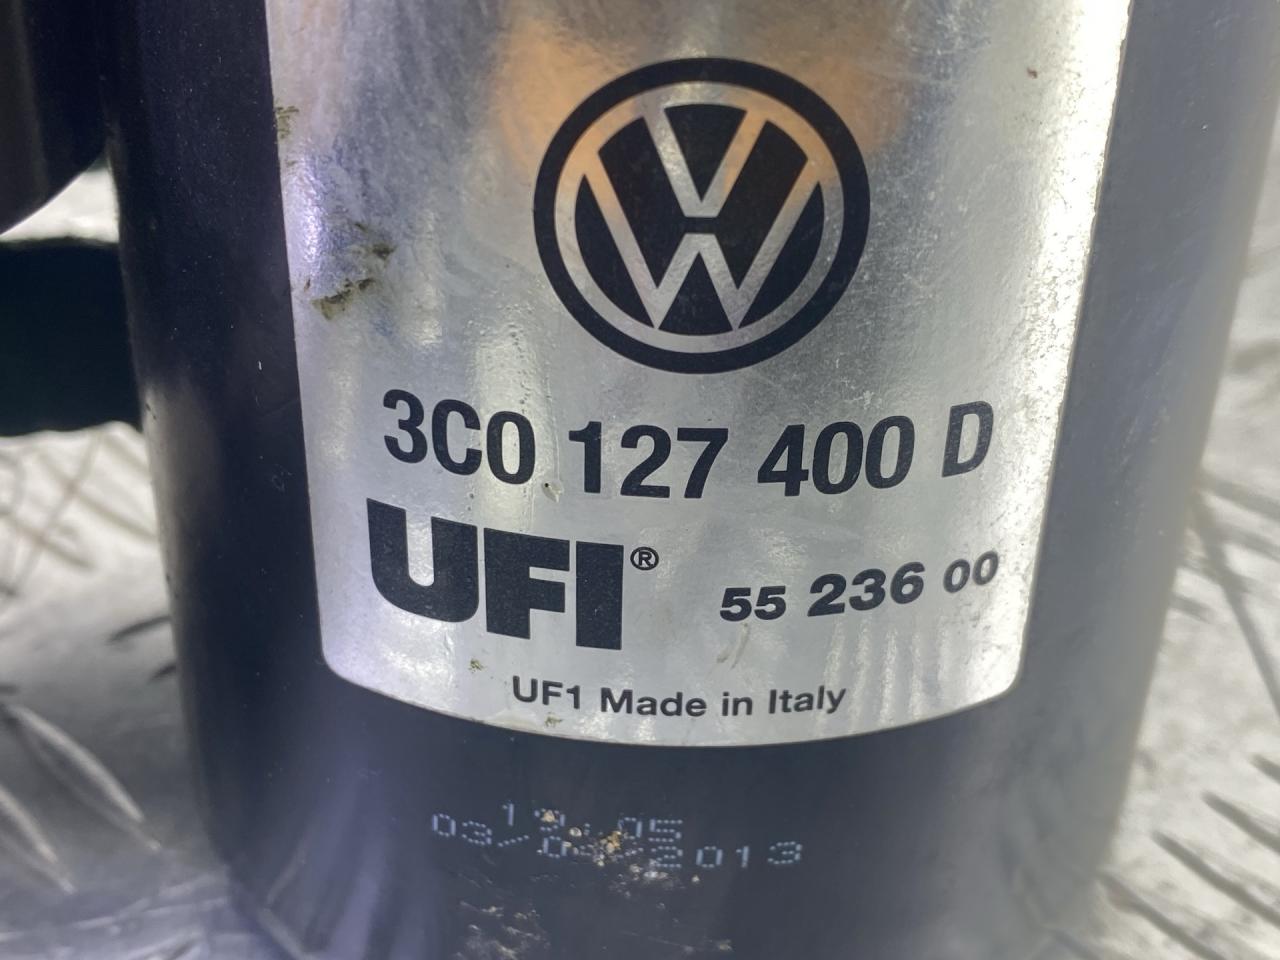 3C0 127 400 D
UFI® 55 236 00
UF1 Made in Italy